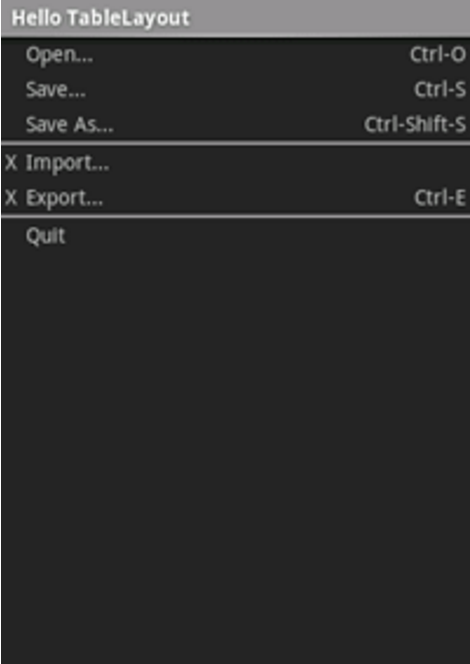 Hello TableLayout
Open... Ctrl-O
Save... Ctrl-S
Save As... Ctrl-Shift-S
X Import...
X Export... Ctrl-E
Quit